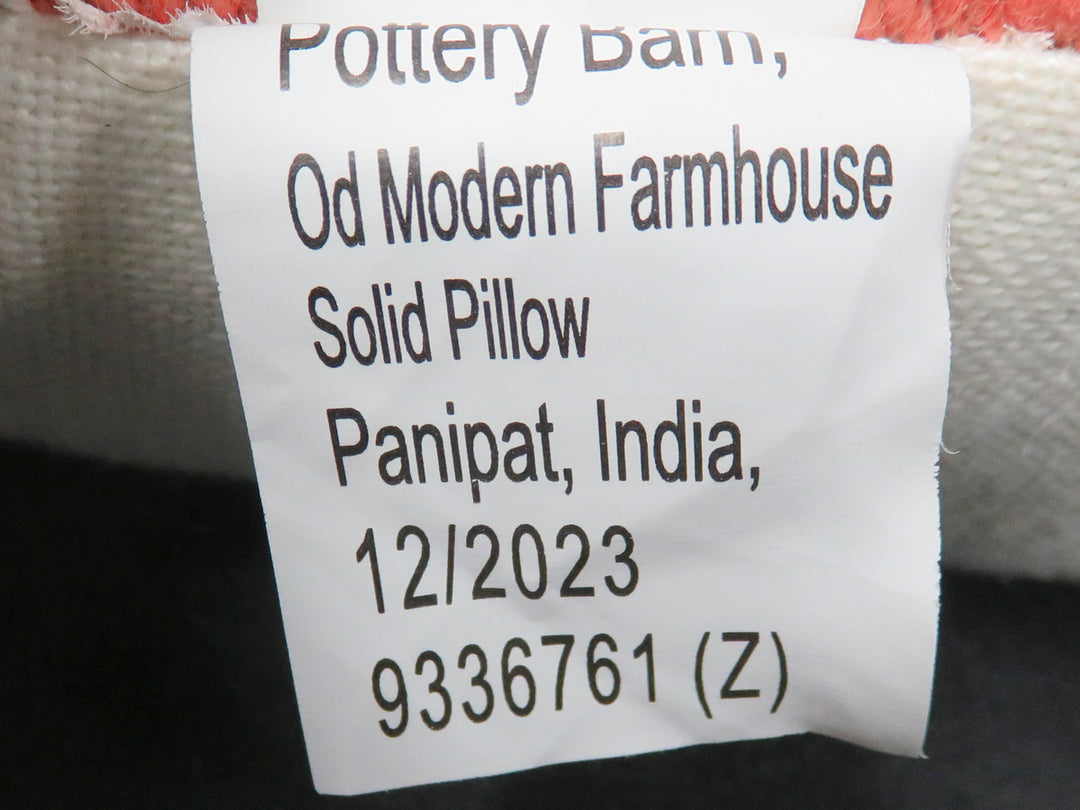 Pottery Barn,
Od Modern Farmhouse
Solid Pillow
Panipat, India,
12/2023
9336761 (Z)